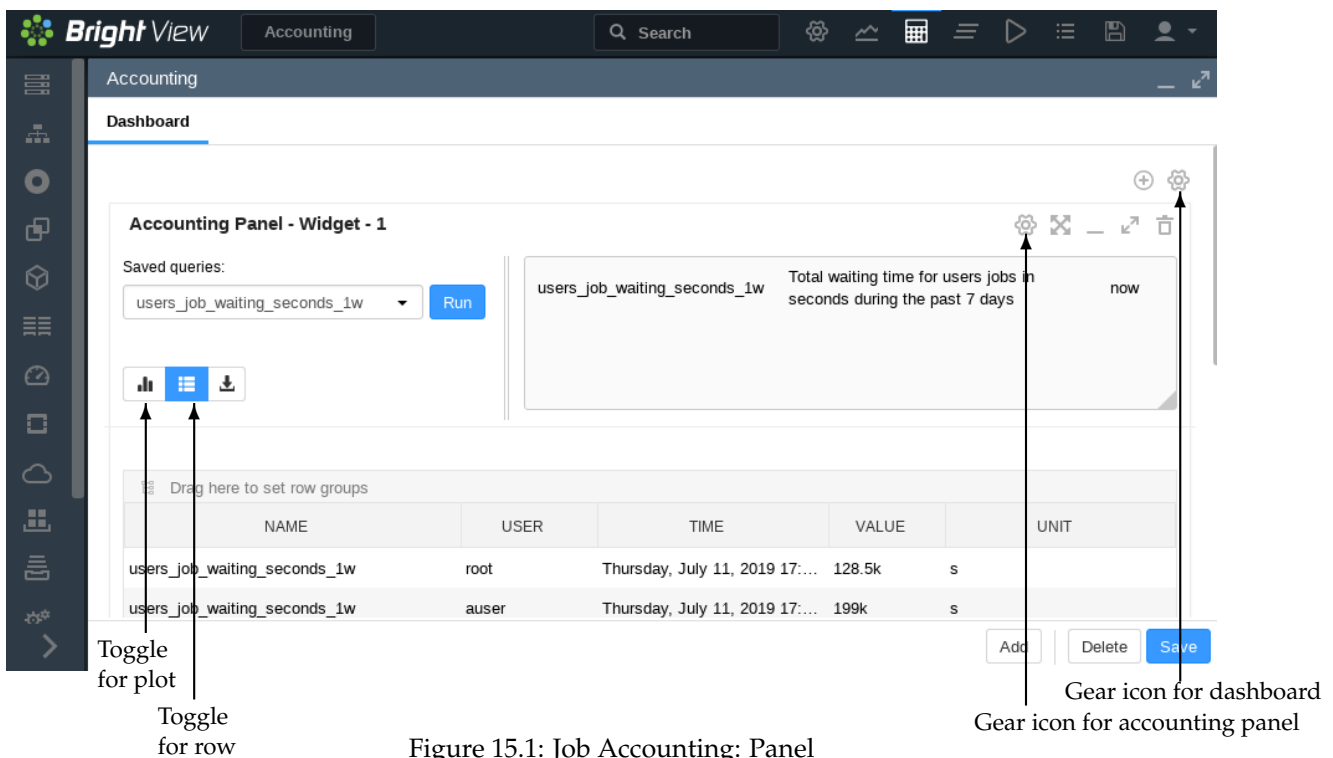 Bright View
Accounting
Search
Accounting
Dashboard
Accounting Panel - Widget - 1
Saved queries:
users_job_waiting_seconds_1w
Run
users_job_waiting_seconds_1w
Total waiting time for users jobs in
seconds during the past 7 days
now
Drag here to set row groups
NAME USER TIME VALUE UNIT
users_job_waiting_seconds_1w root Thursday, July 11, 2019 17:... 128.5k s
users_job_waiting_seconds_1w auser Thursday, July 11, 2019 17:... 199k s
Add Delete Save
Toggle
for plot
Toggle
for row
Gear icon for dashboard
Gear icon for accounting panel
Figure 15.1: Job Accounting: Panel